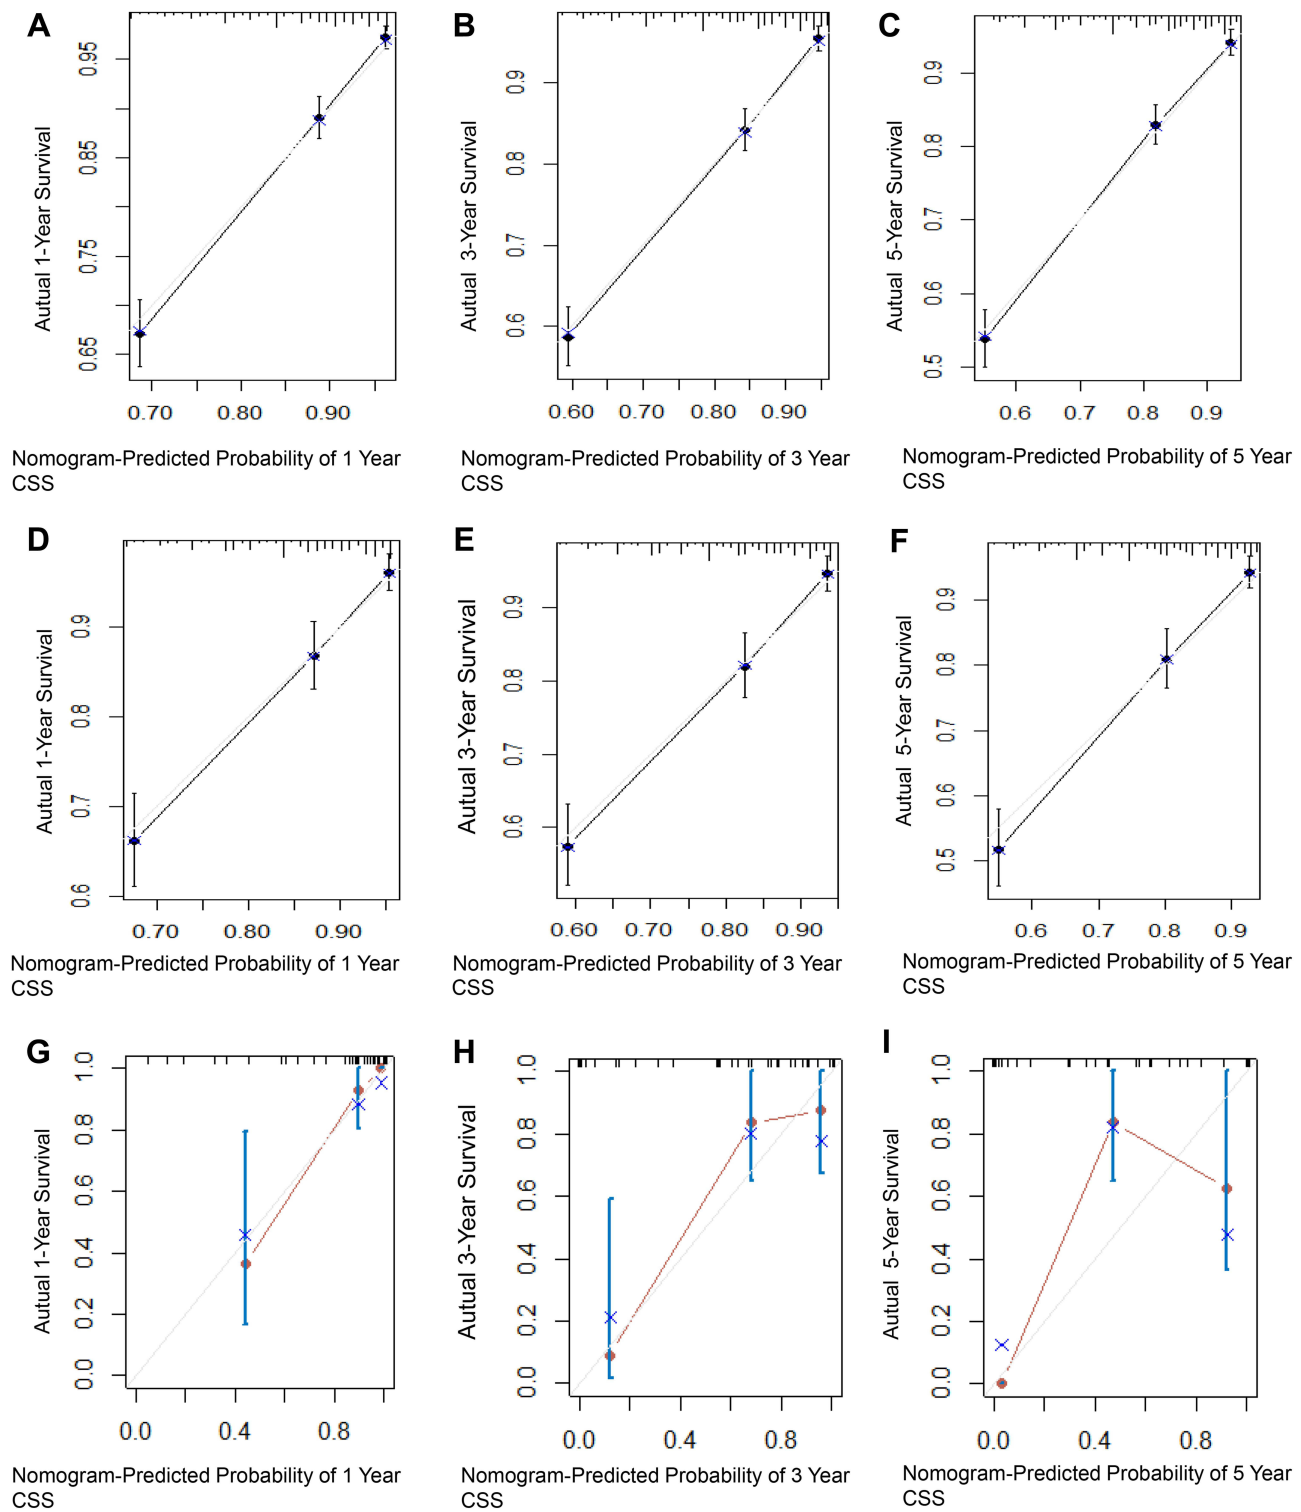 A
Autual 1-Year Survival
0.95
0.85
0.75
0.65
0.70 0.80 0.90
Nomogram-Predicted Probability of 1 Year
CSS
B
Autual 3-Year Survival
0.9
0.8
0.7
0.6
0.60 0.70 0.80 0.90
Nomogram-Predicted Probability of 3 Year
CSS
C
Autual 5-Year Survival
0.9
0.8
0.7
0.6
0.5
0.6 0.7 0.8 0.9
Nomogram-Predicted Probability of 5 Year
CSS
D
Autual 1-Year Survival
0.9
0.8
0.7
0.6
0.70 0.80 0.90
Nomogram-Predicted Probability of 1 Year
CSS
E
Autual 3-Year Survival
0.9
0.8
0.7
0.6
0.60 0.70 0.80 0.90
Nomogram-Predicted Probability of 3 Year
CSS
F
Autual 5-Year Survival
0.9
0.8
0.7
0.6
0.5
0.6 0.7 0.8 0.9
Nomogram-Predicted Probability of 5 Year
CSS
G
Autual 1-Year Survival
1.0
0.8
0.6
0.4
0.2
0.0
0.0 0.4 0.8
Nomogram-Predicted Probability of 1 Year
CSS
H
Autual 3-Year Survival
1.0
0.8
0.6
0.4
0.2
0.0
0.0 0.4 0.8
Nomogram-Predicted Probability of 3 Year
CSS
I
Autual 5-Year Survival
1.0
0.8
0.6
0.4
0.2
0.0
0.0 0.4 0.8
Nomogram-Predicted Probability of 5 Year
CSS